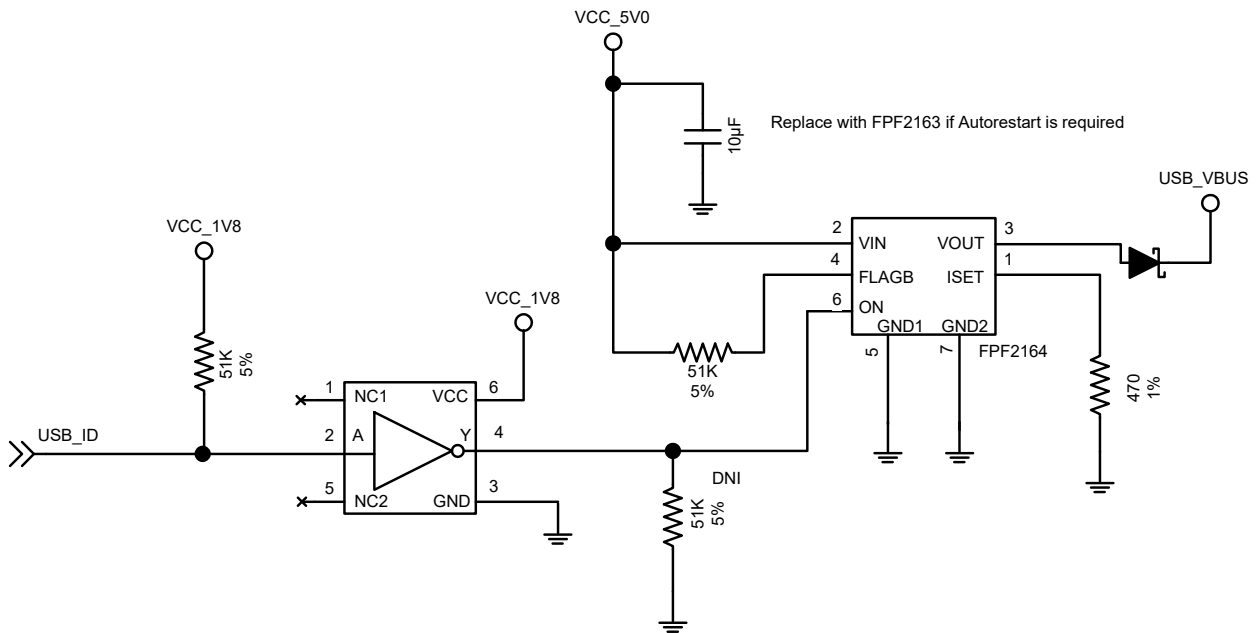 VCC_5V0
10µF
Replace with FPF2163 if Autorestart is required
USB_VBUS
VCC_1V8
2
VIN
VOUT
3
4
FLAGB
ISET
1
6
ON
GND1
GND2
5
7
FPF2164
VCC_1V8
51K
5%
51K
5%
470
1%
1
NC1
VCC
6
USB_ID
2
A
Y
4
5
NC2
GND
3
DNI
51K
5%